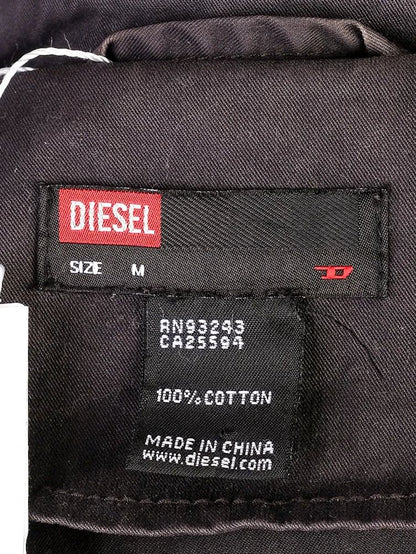 DIESEL
SIZE M
D
RN93243
CA25594
100% COTTON
MADE IN CHINA
www.diesel.com